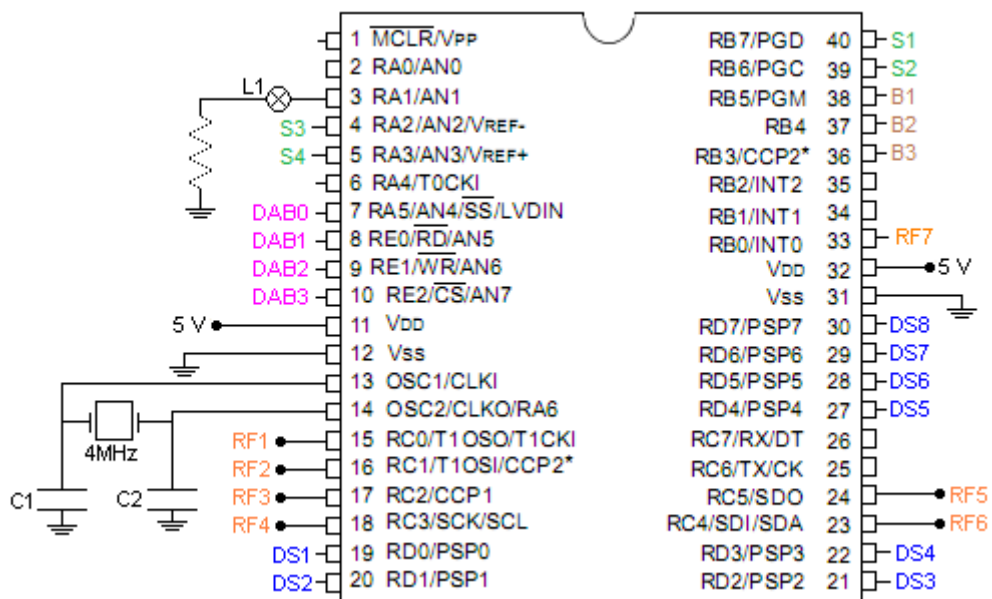 1 MCLR/VPP RB7/PGD 40 S1
2 RA0/AN0 RB6/PGC 39 S2
L1 3 RA1/AN1 RB5/PGM 38 B1
S3 4 RA2/AN2/VREF- RB4 37 B2
S4 5 RA3/AN3/VREF+ RB3/CCP2* 36 B3
6 RA4/T0CKI RB2/INT2 35
DAB0 7 RA5/AN4/SS/LVDIN RB1/INT1 34
DAB1 8 RE0/RD/AN5 RB0/INT0 33 RF7
DAB2 9 RE1/WR/AN6 VDD 32 5 V
DAB3 10 RE2/CS/AN7 Vss 31
5 V 11 VDD RD7/PSP7 30 DS8
12 Vss RD6/PSP6 29 DS7
13 OSC1/CLKI RD5/PSP5 28 DS6
14 OSC2/CLKO/RA6 RD4/PSP4 27 DS5
4MHz RF1 15 RC0/T1OSO/T1CKI RC7/RX/DT 26
RF2 16 RC1/T1OSI/CCP2* RC6/TX/CK 25
C1 C2 RF3 17 RC2/CCP1 RC5/SDO 24 RF5
RF4 18 RC3/SCK/SCL RC4/SDI/SDA 23 RF6
DS1 19 RD0/PSP0 RD3/PSP3 22 DS4
DS2 20 RD1/PSP1 RD2/PSP2 21 DS3